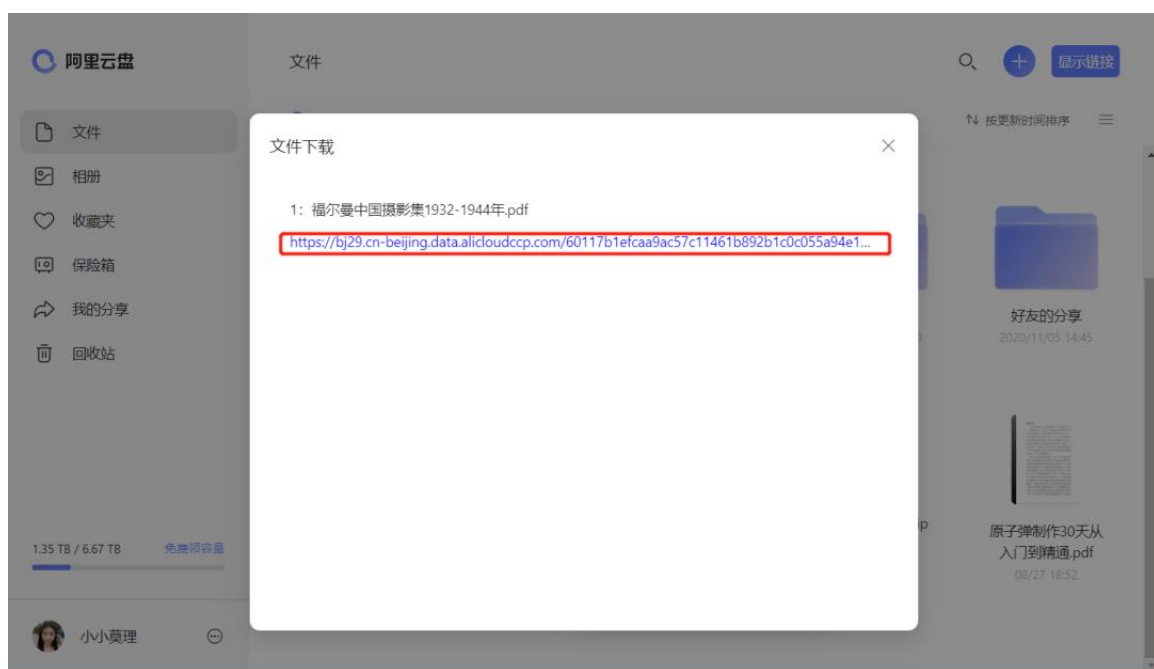 阿里云盘
文件
显示链接
文件
按更新时间排序
相册
收藏夹
保险箱
我的分享
回收站
文件下载
1：福尔曼中国摄影集1932-1944年.pdf
https://bj29.cn-beijing.data.alicloudccp.com/60117b1efcaa9ac57c11461b892b1c0c055a94e1...
好友的分享
2020/11/05 14:45
原子弹制作30天从
入门到精通.pdf
08/27 18:52
1.35 TB / 6.67 TB
免费领容量
小小莫理